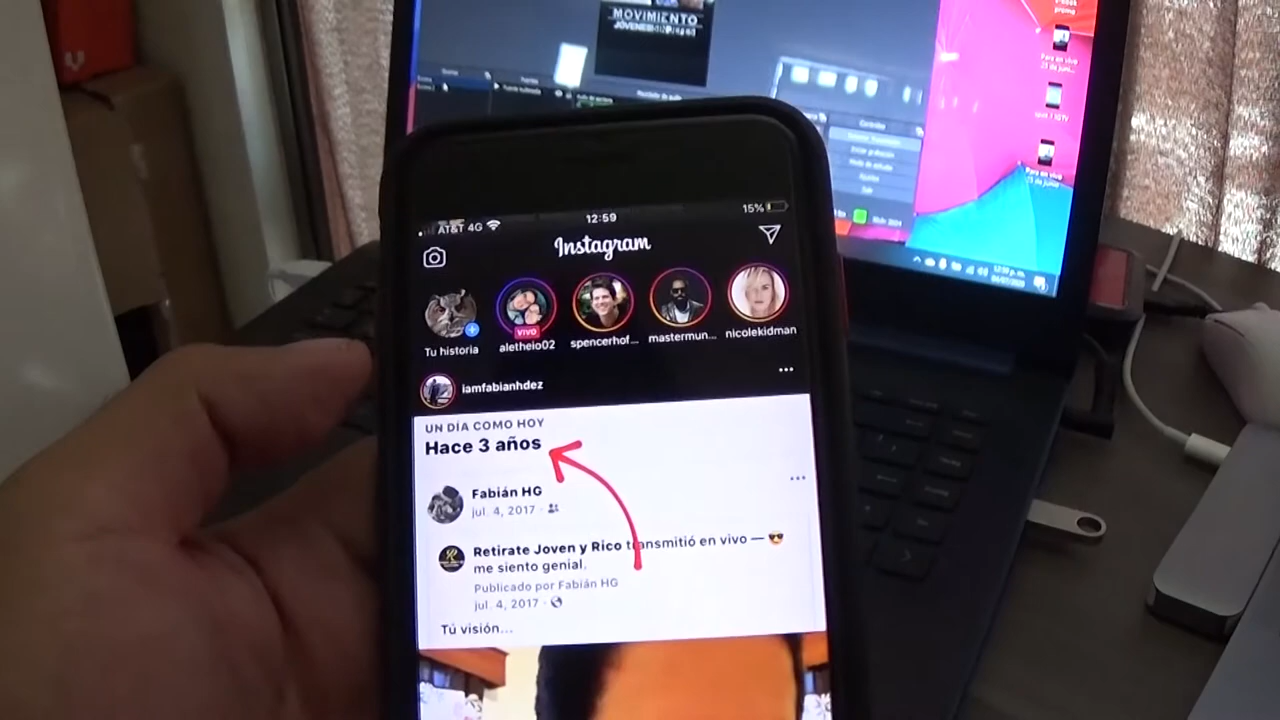 MOVIMIENTO
AT&T 4G
12:59
15%
Instagram
Tu historia
VIVO
aletheio02
spencerhof...
mastermun...
nicolekidman
iamfabianhdez
UN DÍA COMO HOY
Hace 3 años
Fabián HG
jul. 4, 2017
Retirate Joven y Rico transmitió en vivo — 😎
me siento genial.
Publicado por Fabián HG
jul. 4, 2017
Tú visión...